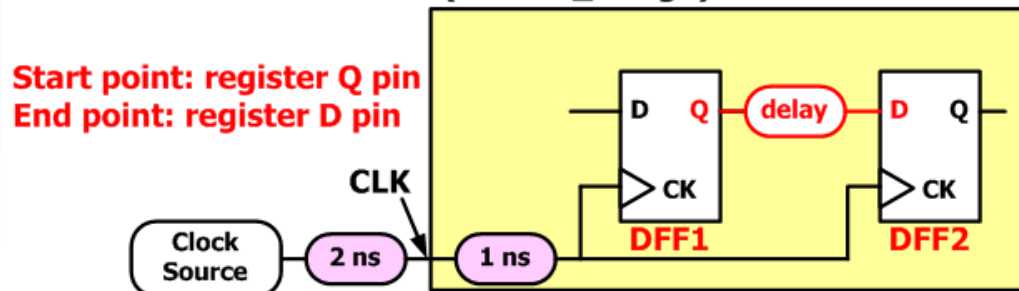 Start point: register Q pin
End point: register D pin
D
Q
delay
D
Q
CLK
CK
CK
DFF1
DFF2
Clock
Source
2 ns
1 ns